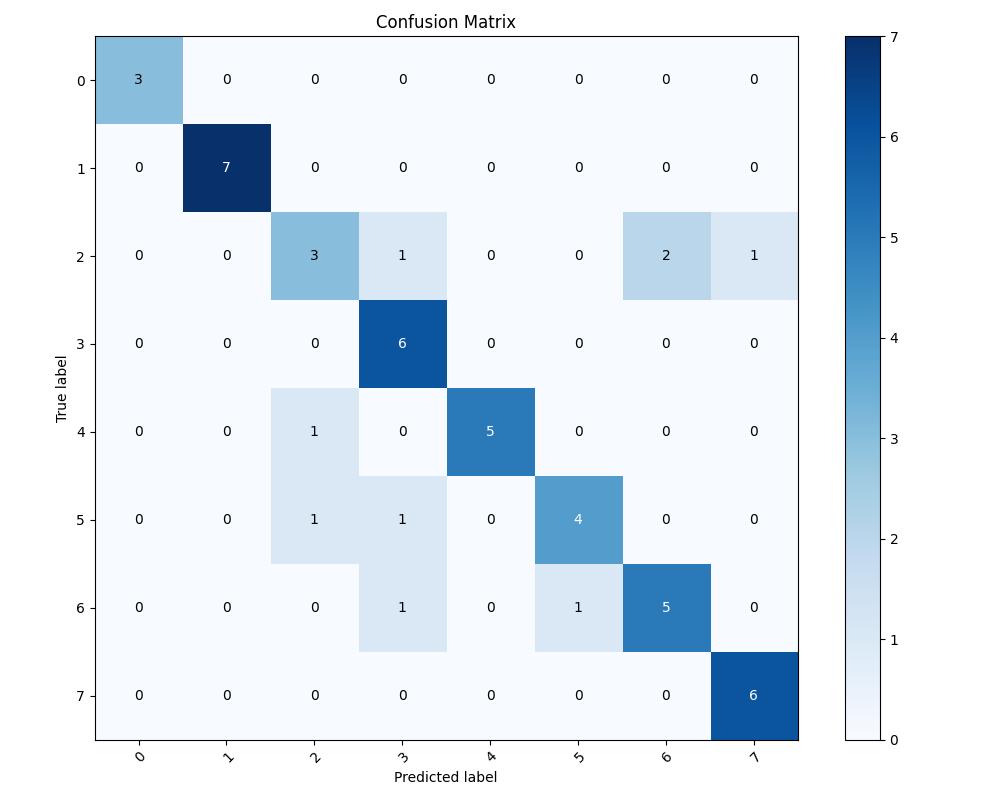 Confusion Matrix
0 3 0 0 0 0 0 0 0
1 0 7 0 0 0 0 0 0
2 0 0 3 1 0 0 2 1
3 0 0 0 6 0 0 0 0
4 0 0 1 0 5 0 0 0
5 0 0 1 1 0 4 0 0
6 0 0 0 1 0 1 5 0
7 0 0 0 0 0 0 0 6
0 1 2 3 4 5 6 7
True label
Predicted label
7
6
5
4
3
2
1
0